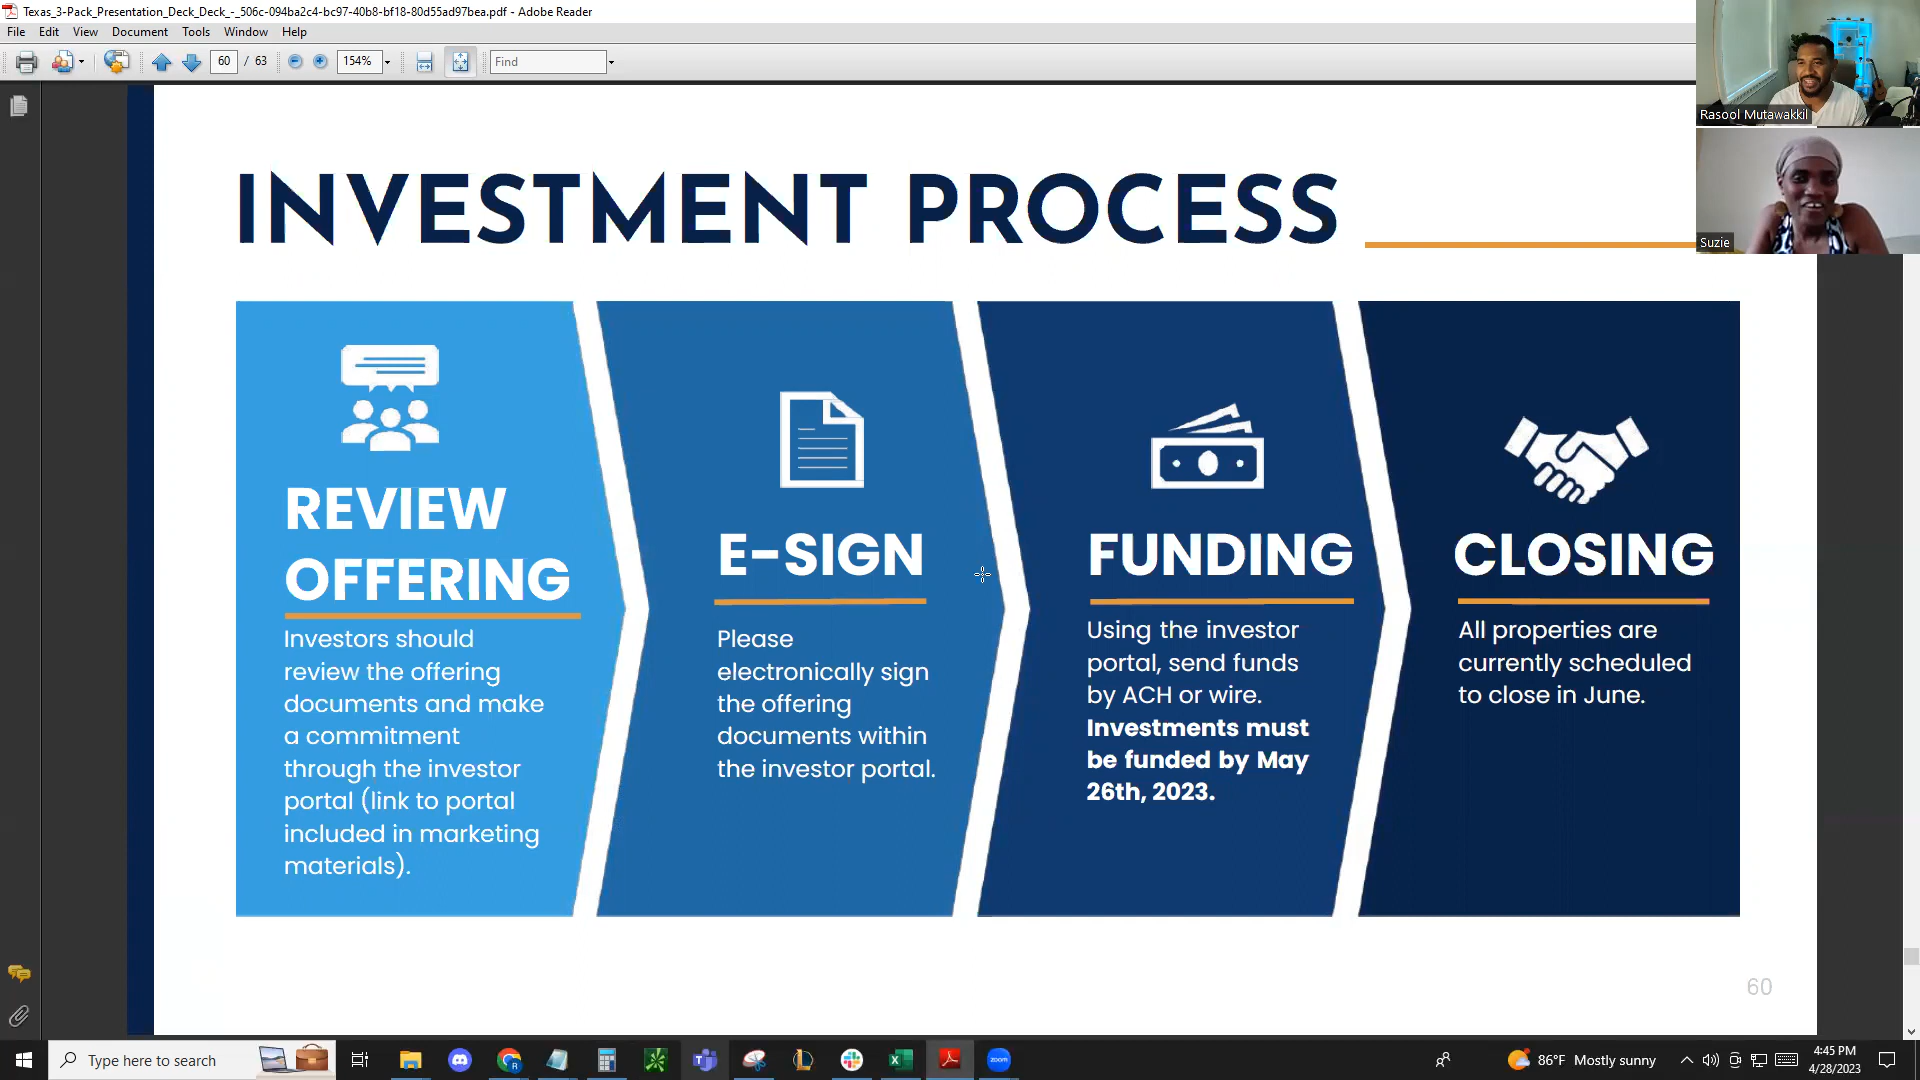 Texas_3-Pack_Presentation_Deck_Deck_-_506c-094ba2c4-bc97-40b8-bf18-80d55ad97bea.pdf - Adobe Reader
File Edit View Document Tools Window Help
60 / 63 154% Find
Rasool Mutawakkil
Suzie
INVESTMENT PROCESS
REVIEW
OFFERING
Investors should
review the offering
documents and make
a commitment
through the investor
portal (link to portal
included in marketing
materials).
E-SIGN
Please
electronically sign
the offering
documents within
the investor portal.
FUNDING
Using the investor
portal, send funds
by ACH or wire.
Investments must
be funded by May
26th, 2023.
CLOSING
All properties are
currently scheduled
to close in June.
60
Type here to search
zoom
86°F Mostly sunny
4:45 PM
4/28/2023